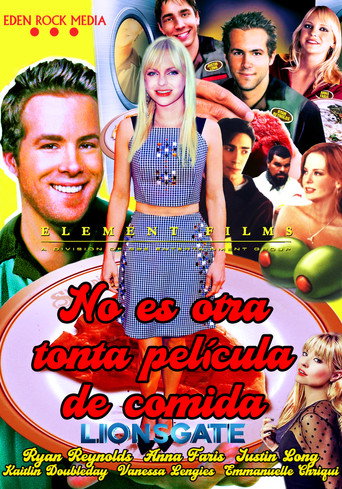 EDEN ROCK MEDIA
ELEMENT FILMS
A DIVISION OF ESE ENTERTAINMENT GROUP
No es otra
tonta película
de comida
LIONSGATE
Ryan Reynolds Anna Faris Justin Long
Kaitlin Doubleday Vanessa Lengies Emmanuelle Chriqui